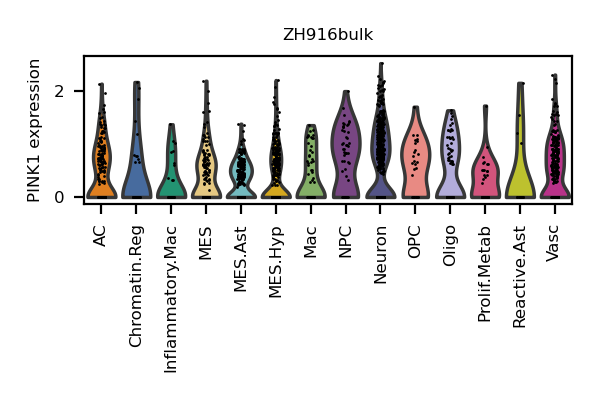 ZH916bulk
PINK1 expression
2
0
AC
Chromatin.Reg
Inflammatory.Mac
MES
MES.Ast
MES.Hyp
Mac
NPC
Neuron
OPC
Oligo
Prolif.Metab
Reactive.Ast
Vasc